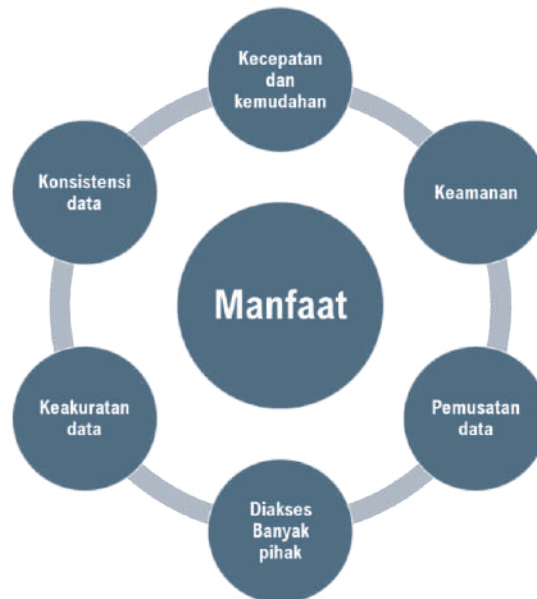 Kecepatan
dan
kemudahan
Keamanan
Pemusatan
data
Diakses
Banyak
pihak
Keakuratan
data
Konsistensi
data
Manfaat